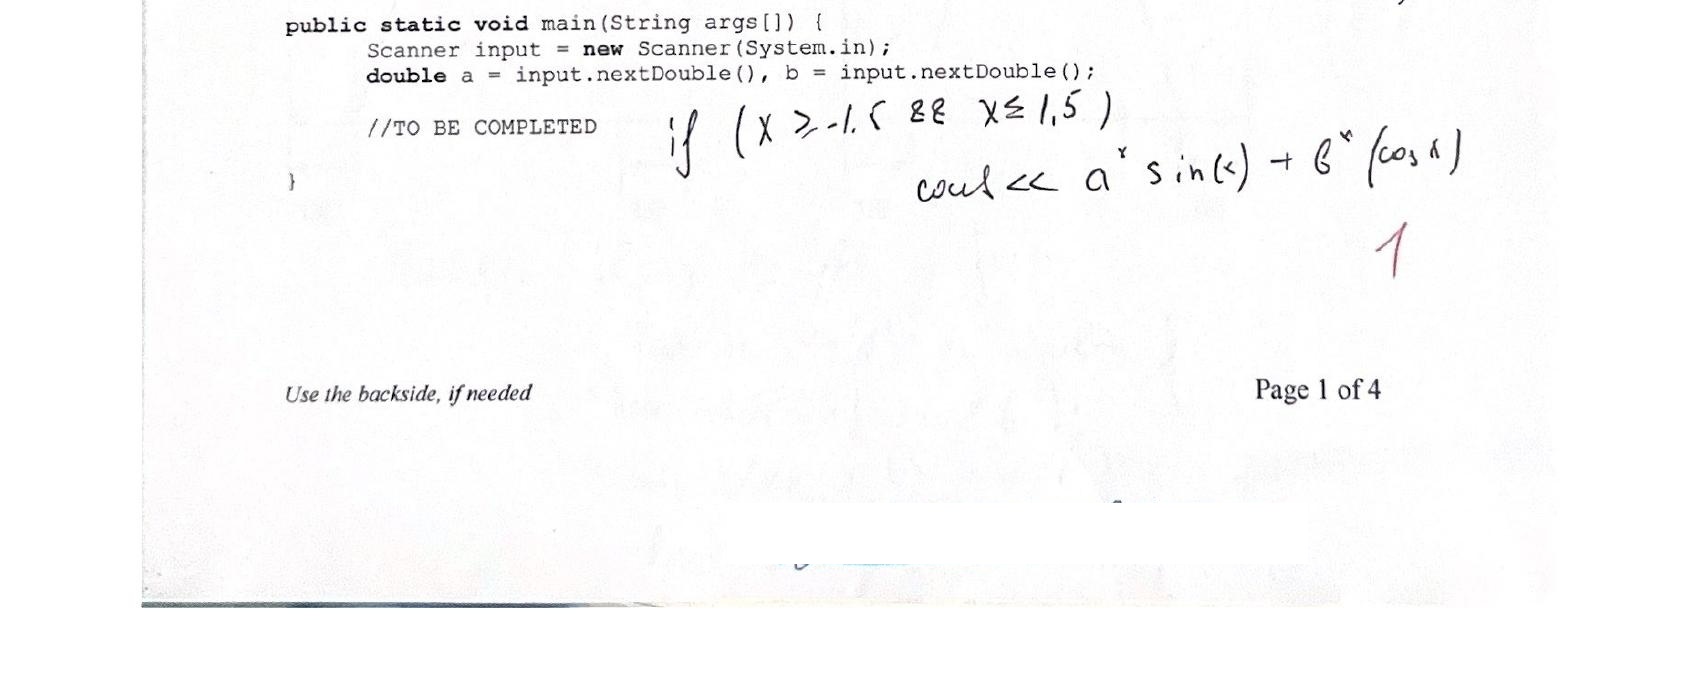 public static void main(String args[]) {
Scanner input = new Scanner(System.in);
double a = input.nextDouble(), b = input.nextDouble();
//TO BE COMPLETED
if (x ≥ -1.5 && x ≤ 1,5)
cout << a * sin(x) + b * (cos x)
}
1
Use the backside, if needed
Page 1 of 4